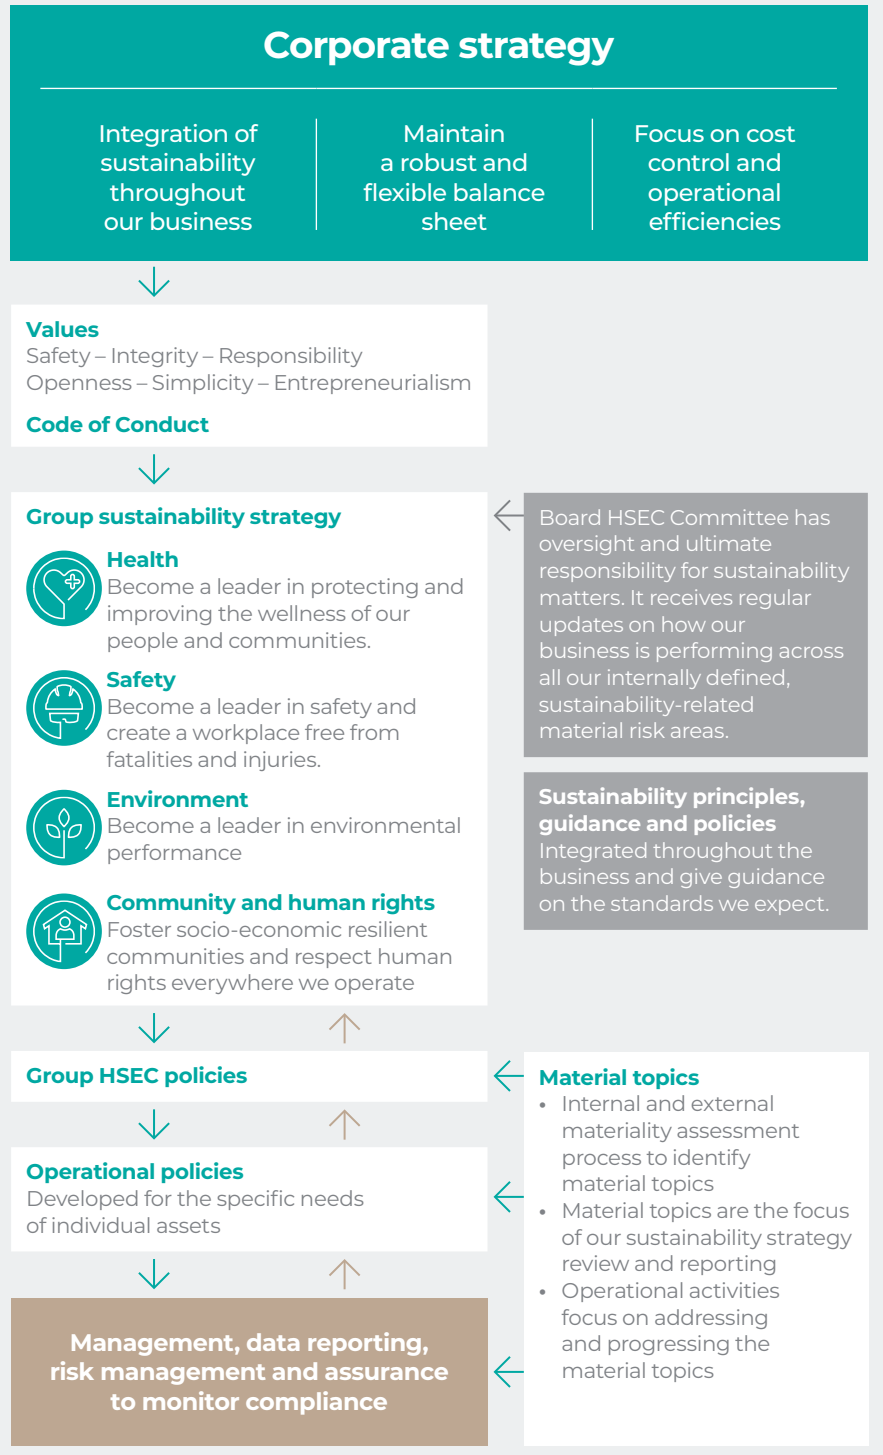 Corporate strategy
Integration of
sustainability
throughout
our business
Maintain
a robust and
flexible balance
sheet
Focus on cost
control and
operational
efficiencies
Values
Safety – Integrity – Responsibility
Openness – Simplicity – Entrepreneurialism
Code of Conduct
Group sustainability strategy
Health
Become a leader in protecting and
improving the wellness of our
people and communities.
Safety
Become a leader in safety and
create a workplace free from
fatalities and injuries.
Environment
Become a leader in environmental
performance
Community and human rights
Foster socio-economic resilient
communities and respect human
rights everywhere we operate
Board HSEC Committee has
oversight and ultimate
responsibility for sustainability
matters. It receives regular
updates on how our
business is performing across
all our internally defined,
sustainability-related
material risk areas.
Sustainability principles,
guidance and policies
Integrated throughout the
business and give guidance
on the standards we expect.
Group HSEC policies
Operational policies
Developed for the specific needs
of individual assets
Management, data reporting,
risk management and assurance
to monitor compliance
Material topics
• Internal and external
materiality assessment
process to identify
material topics
• Material topics are the focus
of our sustainability strategy
review and reporting
• Operational activities
focus on addressing
and progressing the
material topics